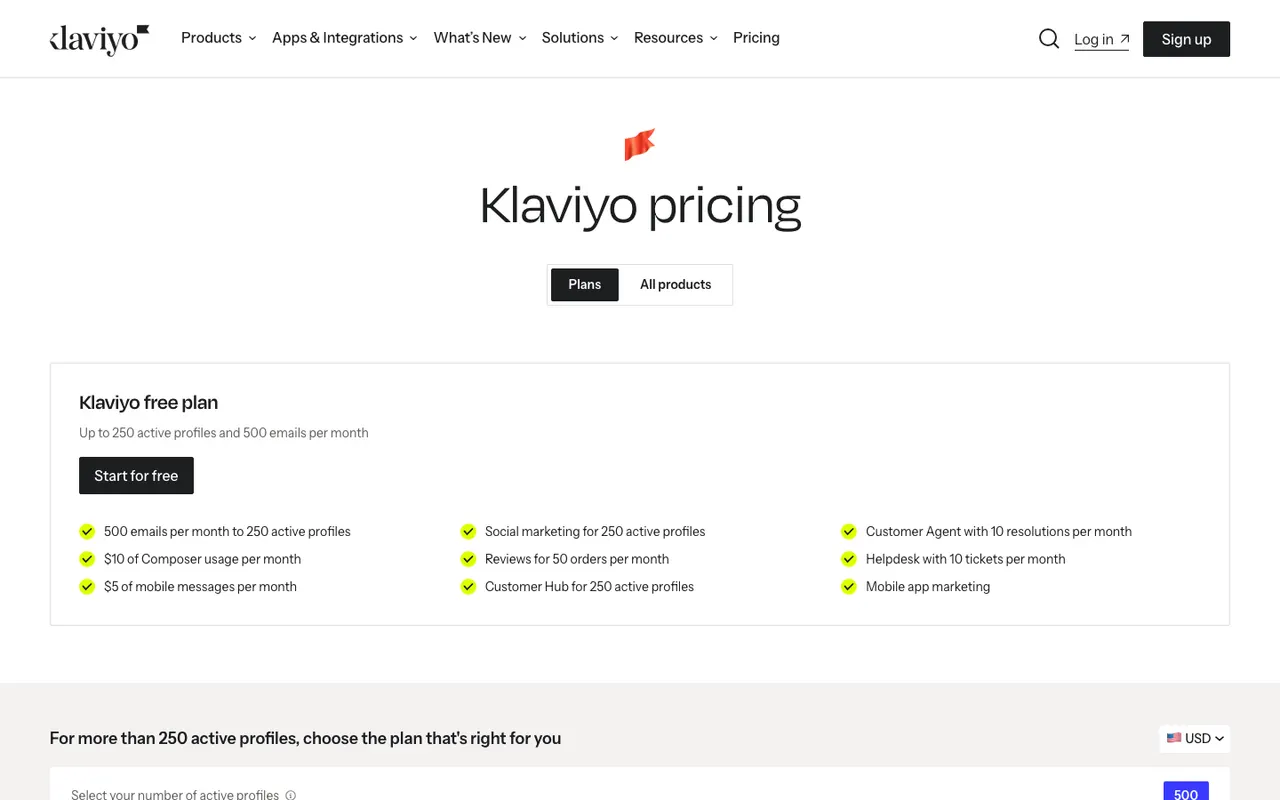 klaviyo
Products
Apps & Integrations
What's New
Solutions
Resources
Pricing
Log in
Sign up
Klaviyo pricing
Plans
All products
Klaviyo free plan
Up to 250 active profiles and 500 emails per month
Start for free
500 emails per month to 250 active profiles
$10 of Composer usage per month
$5 of mobile messages per month
Social marketing for 250 active profiles
Reviews for 50 orders per month
Customer Hub for 250 active profiles
Customer Agent with 10 resolutions per month
Helpdesk with 10 tickets per month
Mobile app marketing
For more than 250 active profiles, choose the plan that's right for you
USD
Select your number of active profiles
500